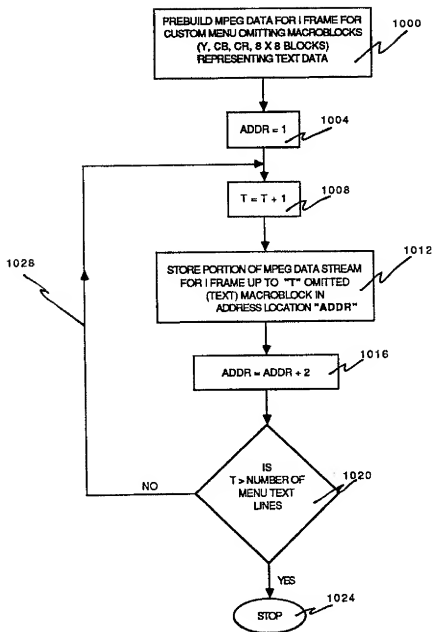 PREBUILD MPEG DATA FOR I FRAME FOR
CUSTOM MENU OMITTING MACROBLOCKS
(Y, CB, CR, 8 X 8 BLOCKS)
REPRESENTING TEXT DATA
1000
ADDR = 1
1004
T = T + 1
1008
STORE PORTION OF MPEG DATA STREAM
FOR I FRAME UP TO "T" OMITTED
(TEXT) MACROBLOCK IN
ADDRESS LOCATION "ADDR"
1012
1028
ADDR = ADDR + 2
1016
IS
T > NUMBER OF
MENU TEXT
LINES
1020
NO
YES
STOP
1024